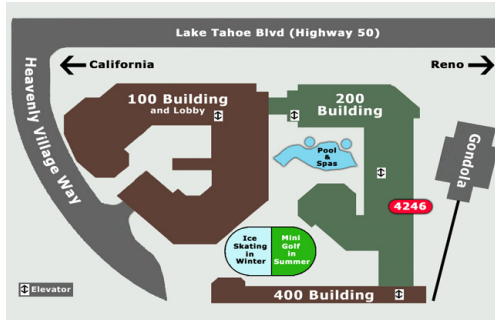 Lake Tahoe Blvd (Highway 50)
California
Reno
Heavenly Village Way
100 Building
and Lobby
200
Building
Pool
&
Spas
Gondola
4246
Ice
Skating
in
Winter
Mini
Golf
in
Summer
Elevator
400 Building